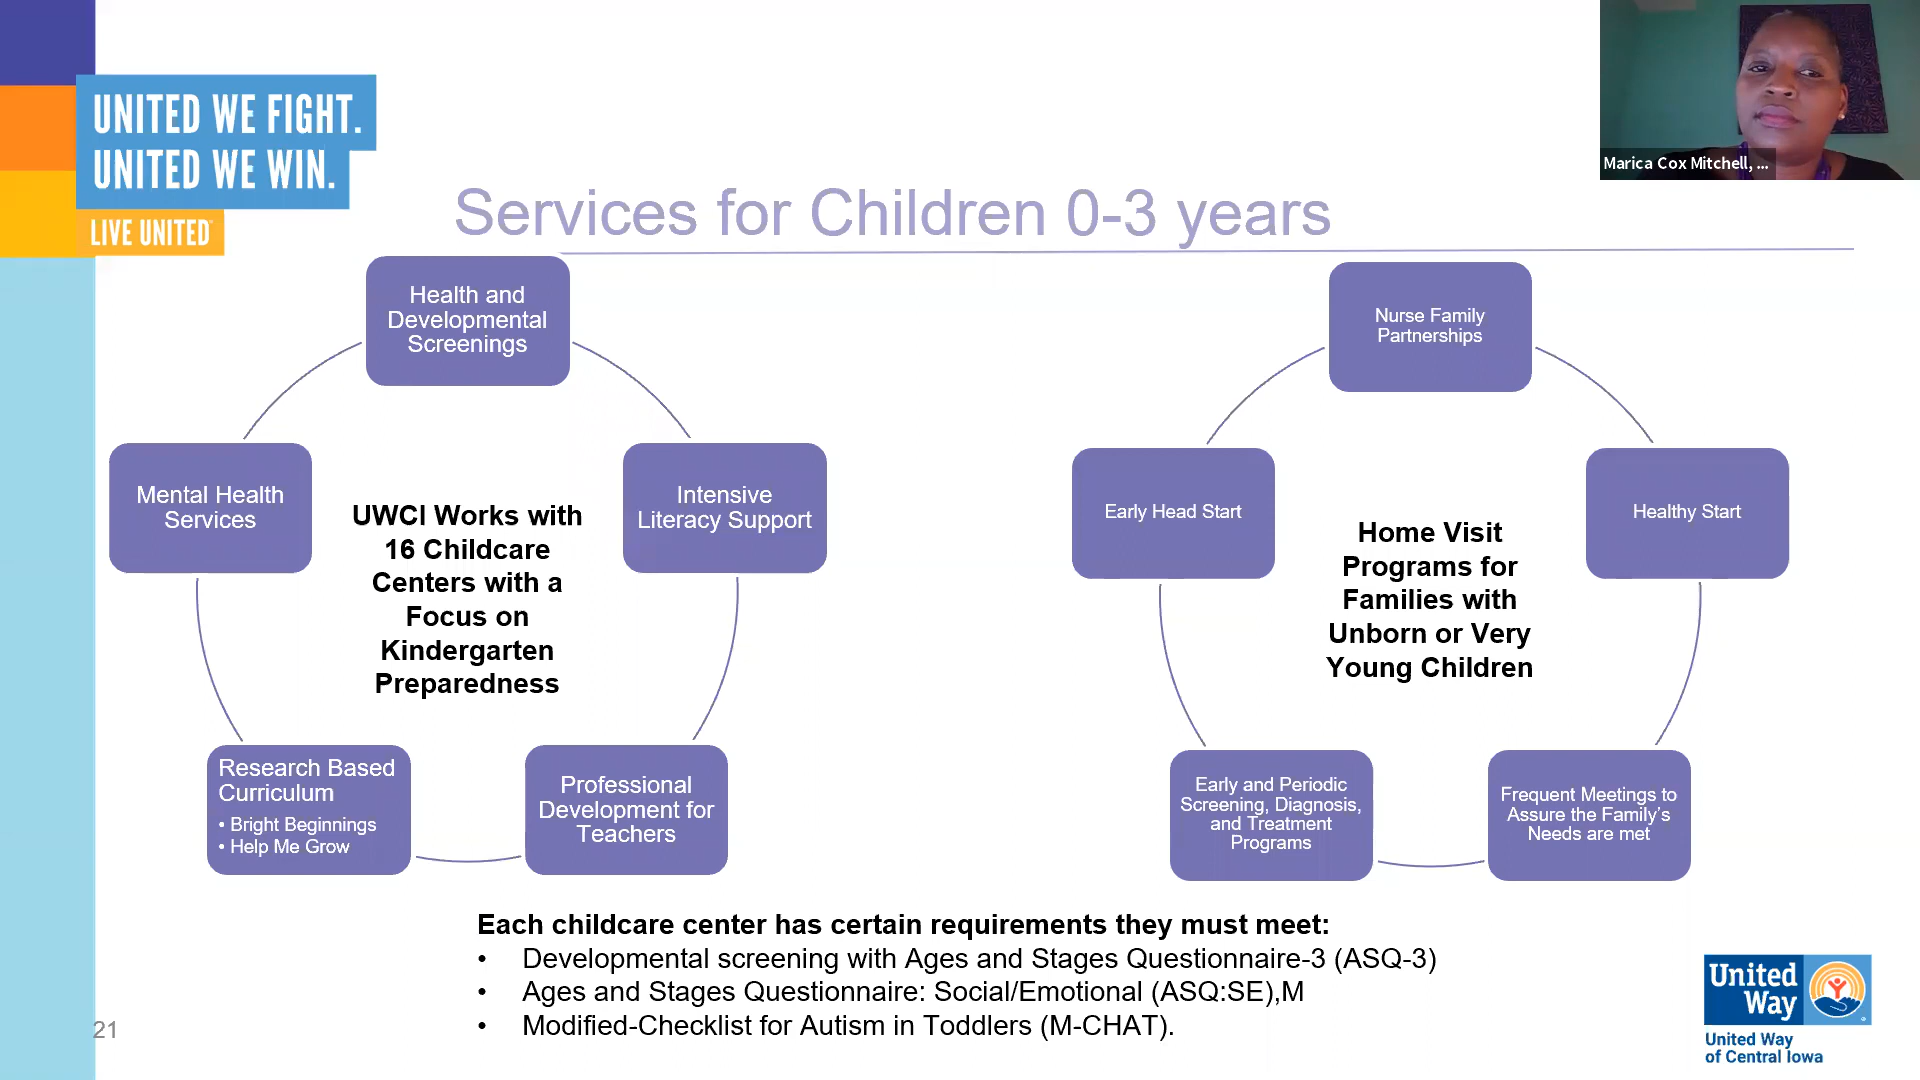 UNITED WE FIGHT.
UNITED WE WIN.
LIVE UNITED
Marica Cox Mitchell, ...
Services for Children 0-3 years
Health and
Developmental
Screenings
Mental Health
Services
Intensive
Literacy Support
UWCI Works with
16 Childcare
Centers with a
Focus on
Kindergarten
Preparedness
Research Based
Curriculum
• Bright Beginnings
• Help Me Grow
Professional
Development for
Teachers
Nurse Family
Partnerships
Early Head Start
Healthy Start
Home Visit
Programs for
Families with
Unborn or Very
Young Children
Early and Periodic
Screening, Diagnosis,
and Treatment
Programs
Frequent Meetings to
Assure the Family's
Needs are met
Each childcare center has certain requirements they must meet:
• Developmental screening with Ages and Stages Questionnaire-3 (ASQ-3)
• Ages and Stages Questionnaire: Social/Emotional (ASQ:SE),M
• Modified-Checklist for Autism in Toddlers (M-CHAT).
21
United
Way
United Way
of Central Iowa